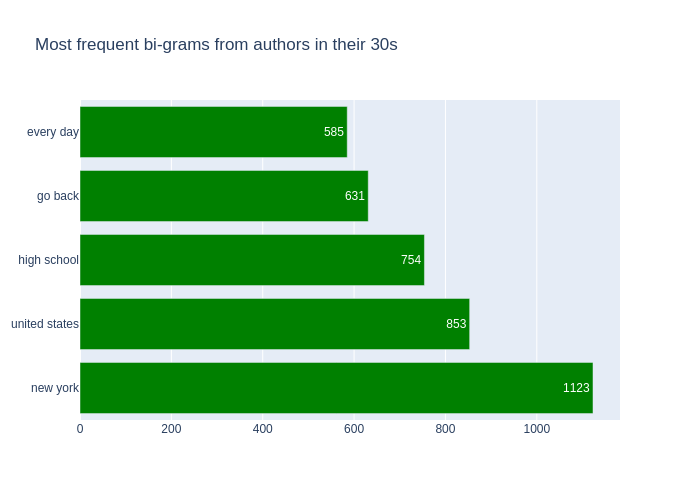 Most frequent bi-grams from authors in their 30s
every day 585
go back 631
high school 754
united states 853
new york 1123
0 200 400 600 800 1000